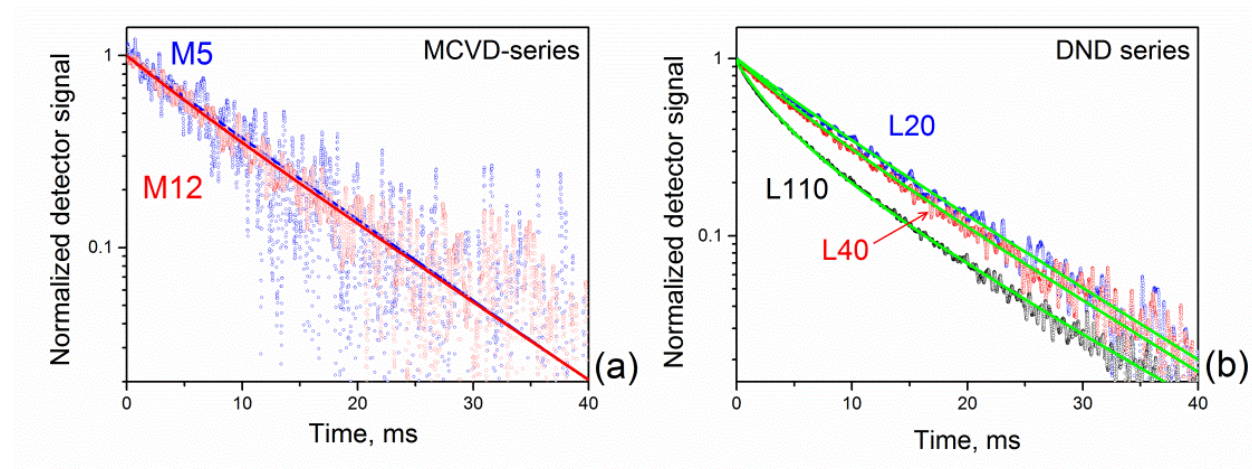 Normalized detector signal
1
0.1
M5
MCVD-series
M12
(a)
0 10 20 30 40
Time, ms
Normalized detector signal
1
0.1
DND series
L20
L110
L40
(b)
0 10 20 30 40
Time, ms